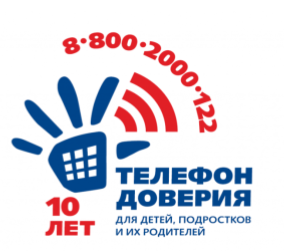 8·800·2000·122
ТЕЛЕФОН
ДОВЕРИЯ
10
ЛЕТ
ДЛЯ ДЕТЕЙ, ПОДРОСТКОВ
И ИХ РОДИТЕЛЕЙ